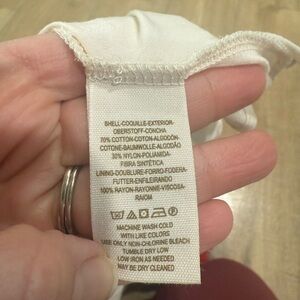 SHELL-COQUILLE-EXTERIOR-
OBERSTOFF-CONCHA
70% COTTON-COTON-ALGODÓN-
COTONE-BAUMWOLLE-ALGODÃO
30% NYLON-POLIAMIDA-
FIBRA SINTÉTICA
LINING-DOUBLURE-FORRO-FODERA-
FUTTER-ENFILEIRANDO
100% RAYON-RAYONNE-VISCOSA-
RAIOM
MACHINE WASH COLD
WITH LIKE COLORS
USE ONLY NON-CHLORINE BLEACH
TUMBLE DRY LOW
LOW IRON AS NEEDED
MAY BE DRY CLEANED